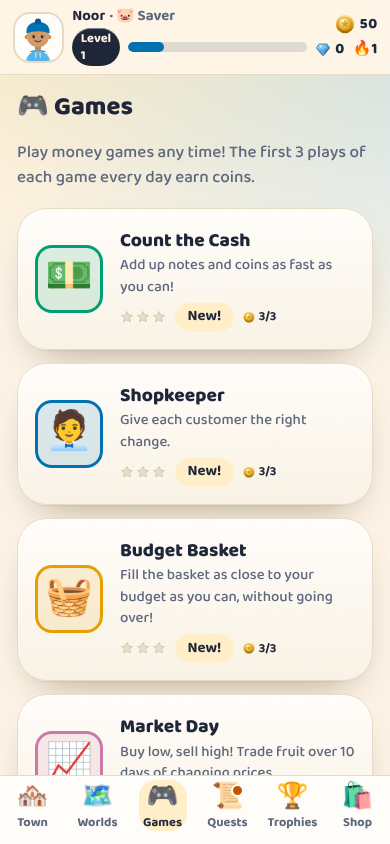 Noor · Saver
Level 1
50
0
1
Games
Play money games any time! The first 3 plays of
each game every day earn coins.
Count the Cash
Add up notes and coins as fast as
you can!
New! 3/3
Shopkeeper
Give each customer the right
change.
New! 3/3
Budget Basket
Fill the basket as close to your
budget as you can, without going
over!
New! 3/3
Market Day
Buy low, sell high! Trade fruit over 10
days of changing prices.
Town Worlds Games Quests Trophies Shop